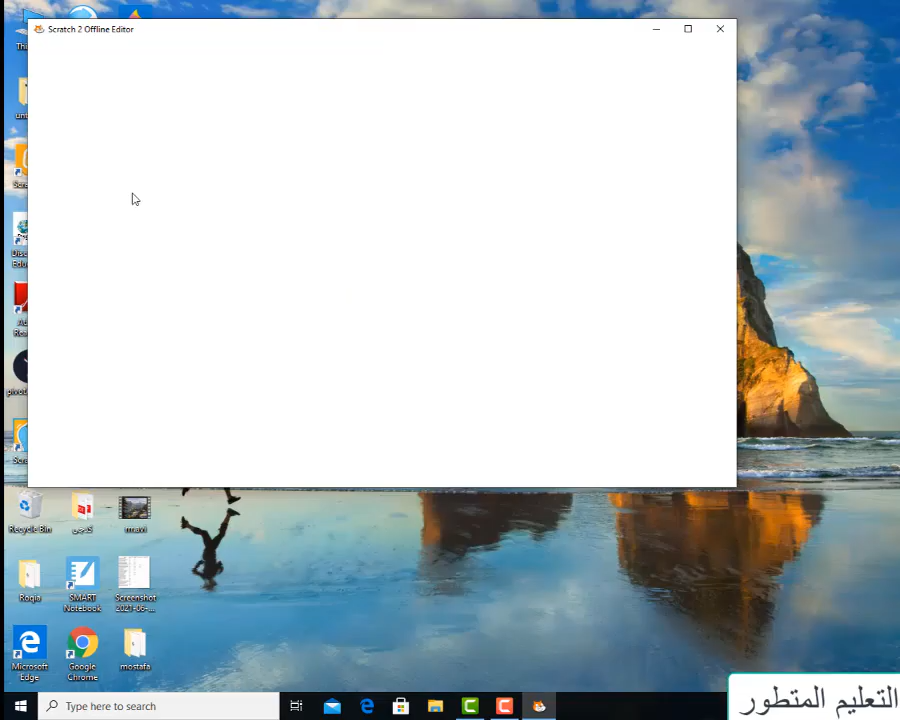 Scratch 2 Offline Editor
Recycle Bin
mavi
Roqia
SMART
Notebook
Screenshot
2021-06-...
Microsoft
Edge
Google
Chrome
mostafa
Type here to search
التعليم المتطور